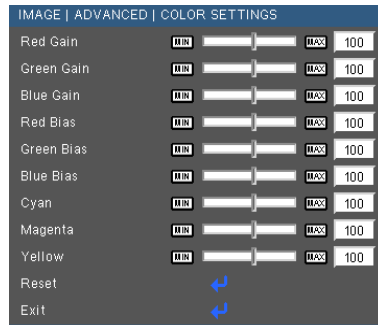 IMAGE | ADVANCED | COLOR SETTINGS
Red Gain MIN MAX 100
Green Gain MIN MAX 100
Blue Gain MIN MAX 100
Red Bias MIN MAX 100
Green Bias MIN MAX 100
Blue Bias MIN MAX 100
Cyan MIN MAX 100
Magenta MIN MAX 100
Yellow MIN MAX 100
Reset
Exit